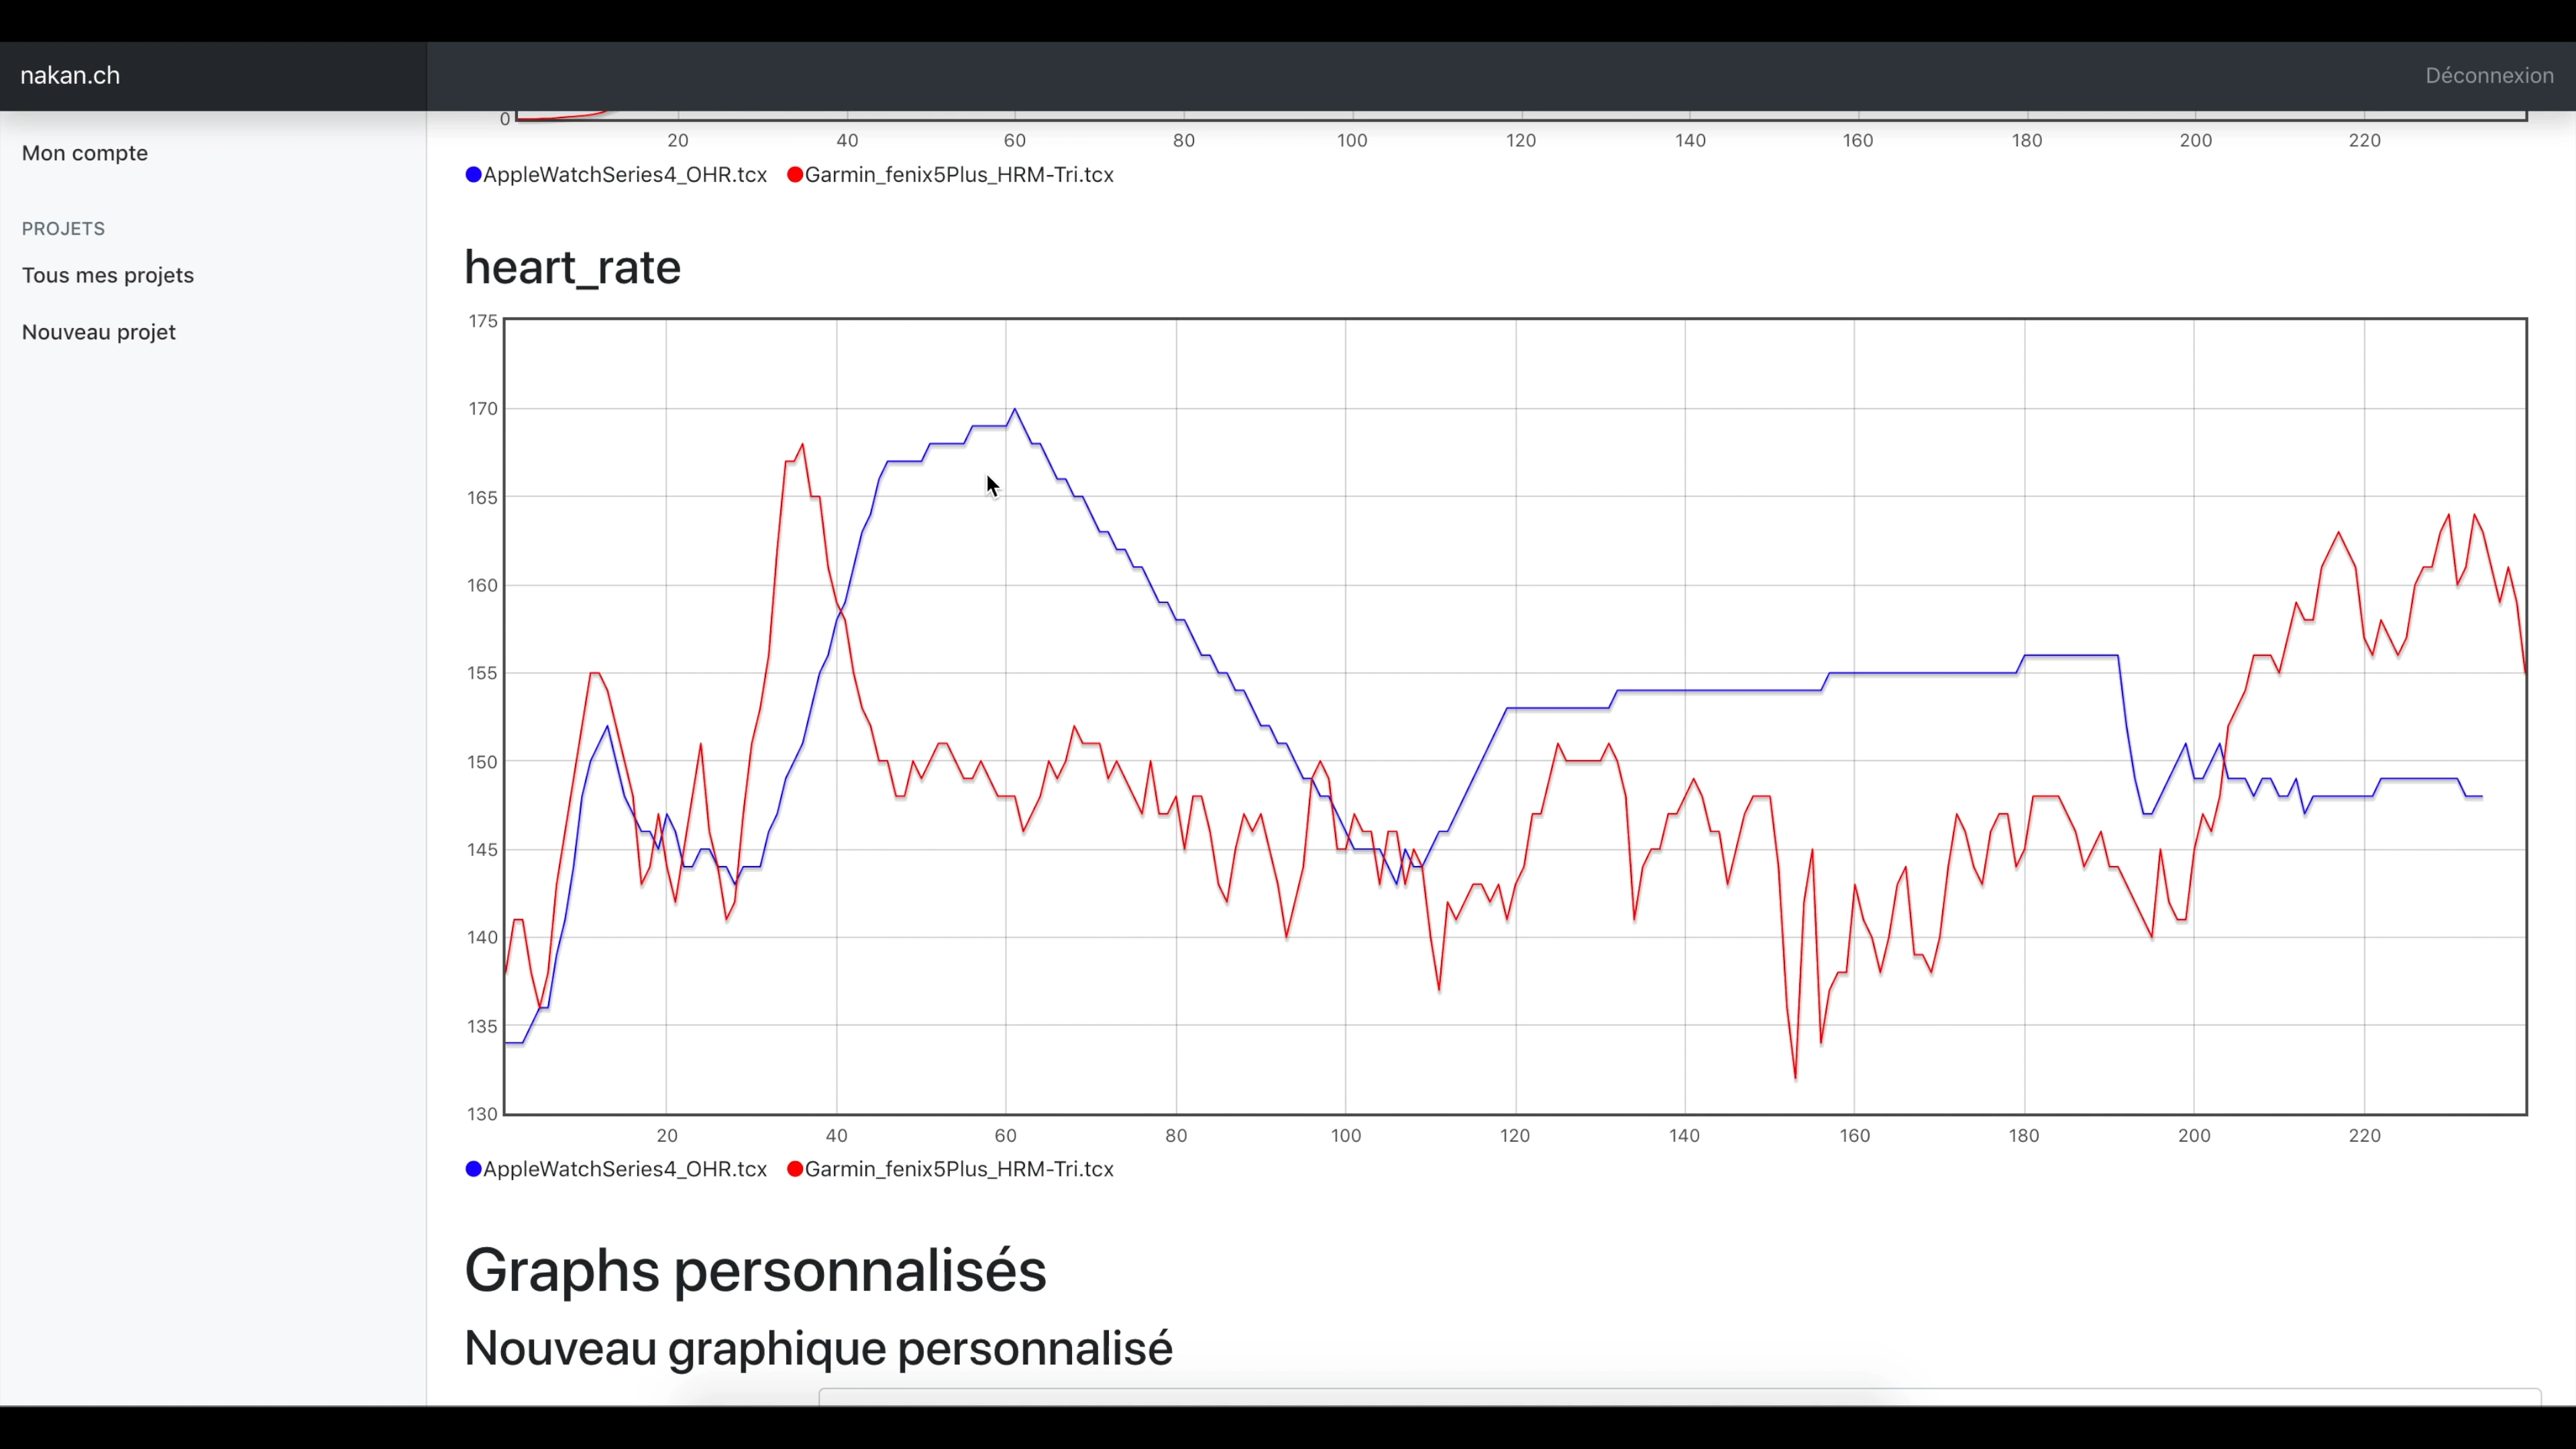 nakan.ch
Déconnexion
Mon compte
PROJETS
Tous mes projets
Nouveau projet
0
20 40 60 80 100 120 140 160 180 200 220
AppleWatchSeries4_OHR.tcx Garmin_fenix5Plus_HRM-Tri.tcx
heart_rate
175
170
165
160
155
150
145
140
135
130
20 40 60 80 100 120 140 160 180 200 220
AppleWatchSeries4_OHR.tcx Garmin_fenix5Plus_HRM-Tri.tcx
Graphs personnalisés
Nouveau graphique personnalisé